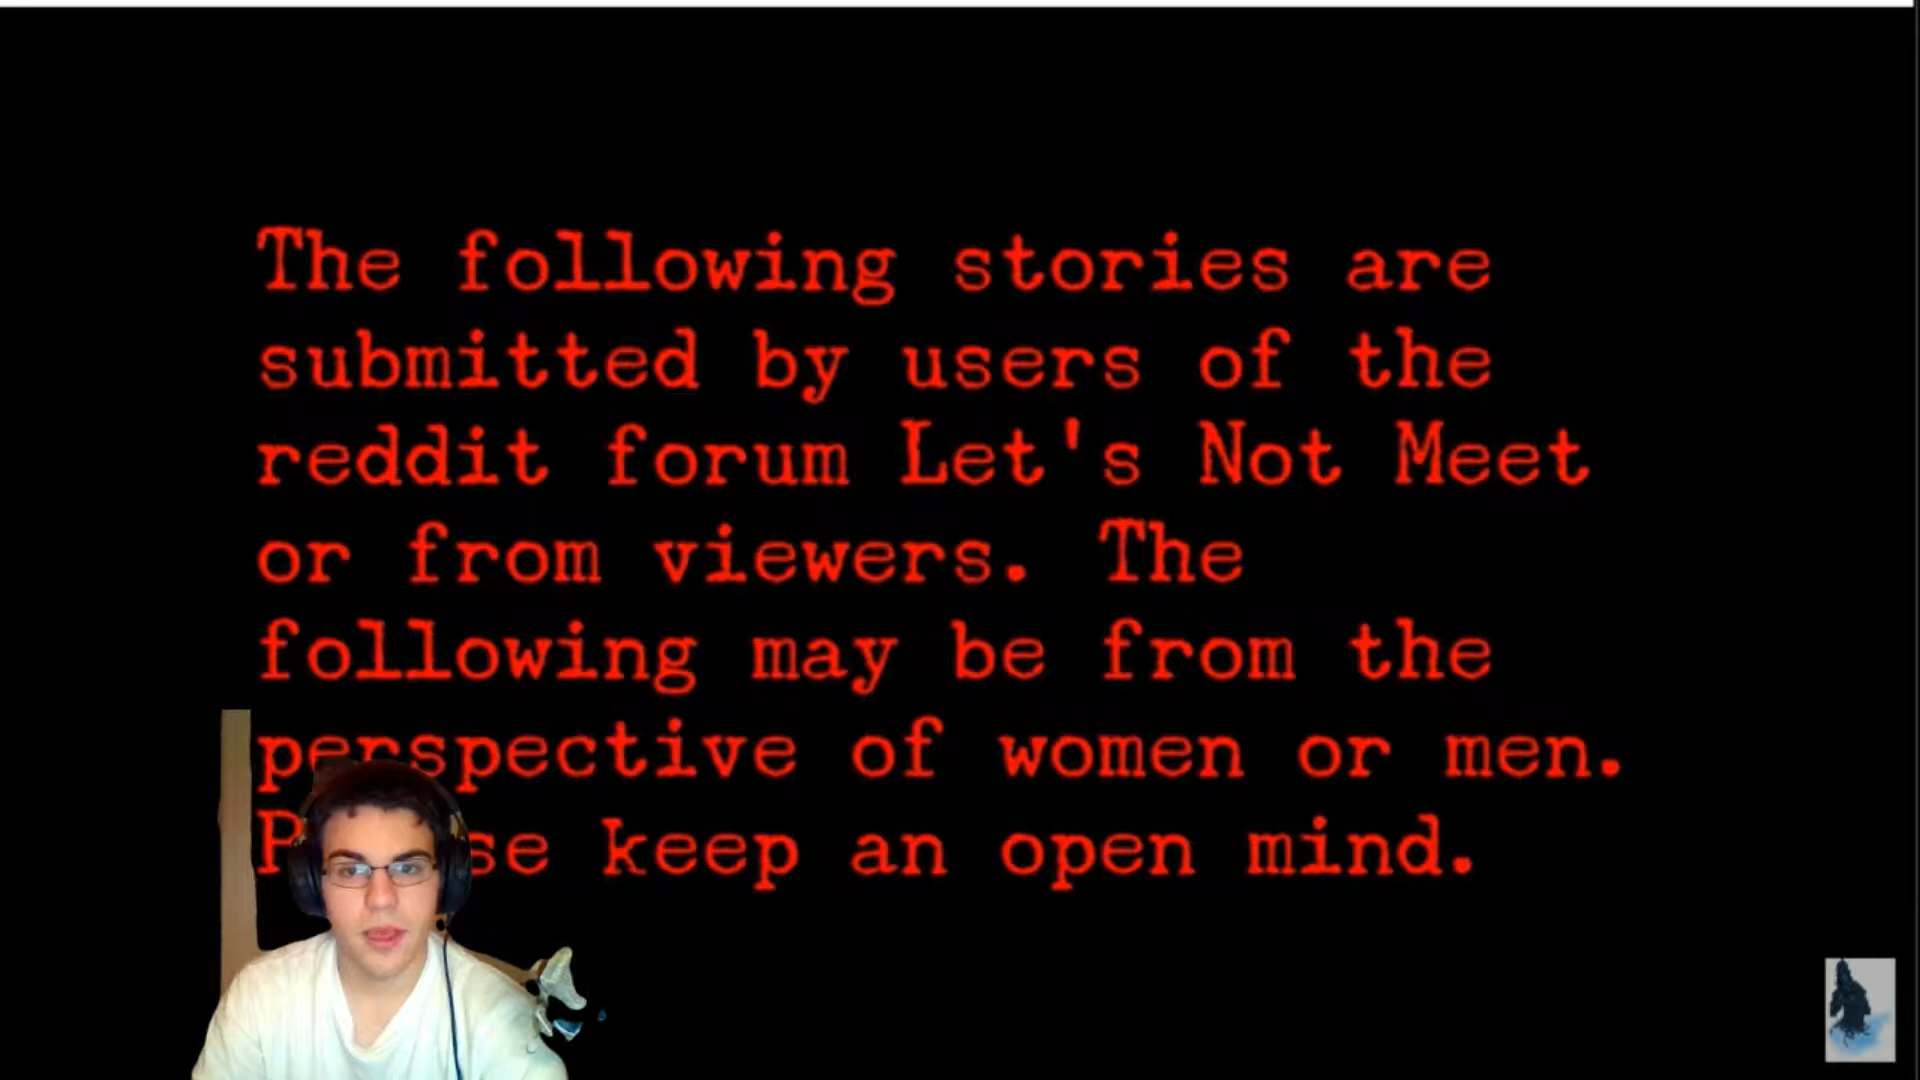 The following stories are
submitted by users of the
reddit forum Let's Not Meet
or from viewers. The
following may be from the
perspective of women or men.
keep an open mind.